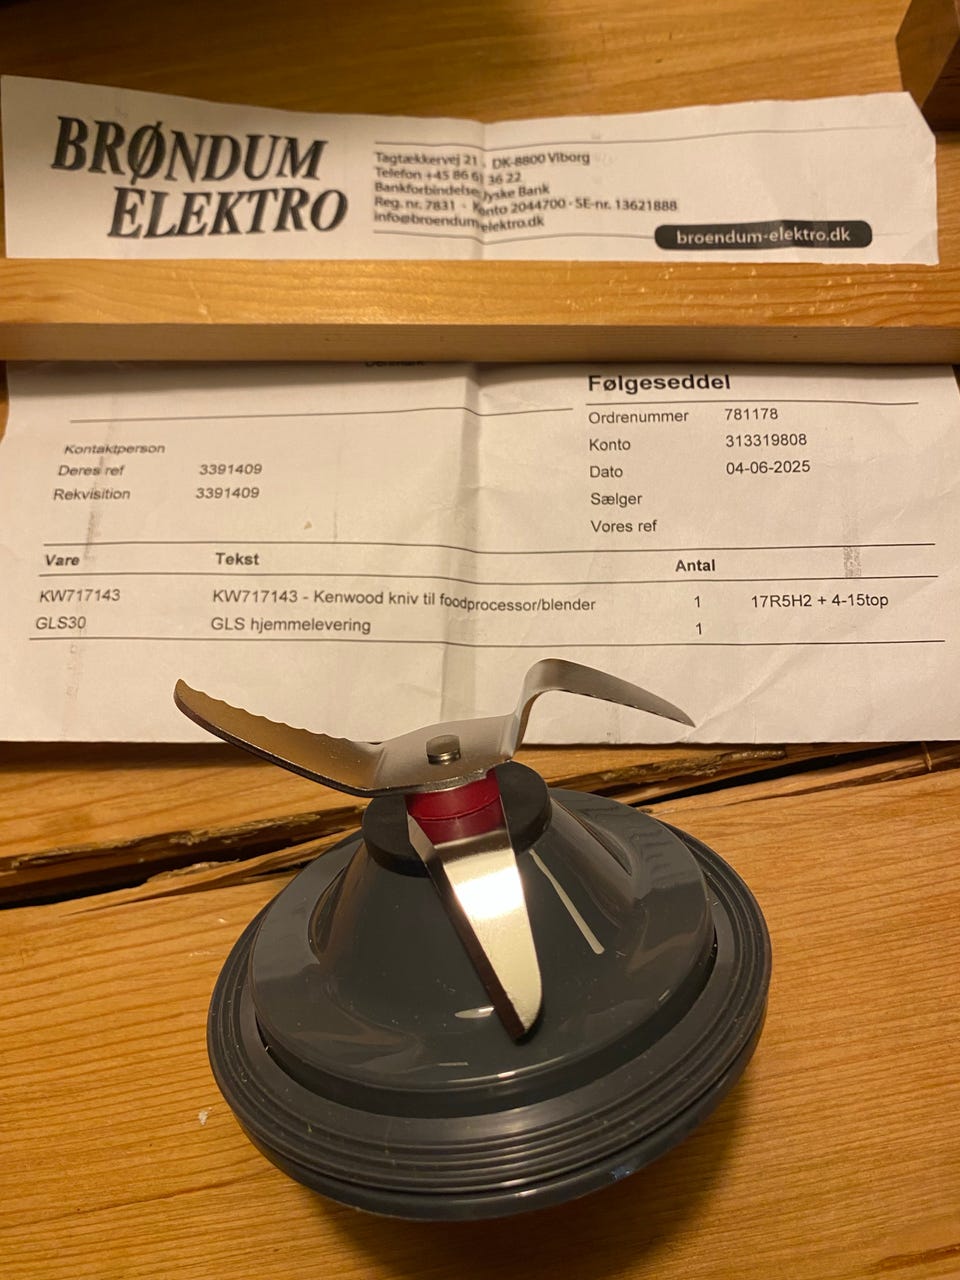 BRØNDUM
ELEKTRO
Tagtækkervej 21 . DK-8800 Viborg
Telefon +45 86 61 36 22
Bankforbindelse Jyske Bank
Reg. nr. 7831 - Konto 2044700 - SE-nr. 13621888
info@broendum-elektro.dk
broendum-elektro.dk
Følgeseddel
Ordrenummer 781178
Konto 313319808
Dato 04-06-2025
Sælger
Vores ref
Kontaktperson
Deres ref 3391409
Rekvisition 3391409
Vare Tekst Antal
KW717143 KW717143 - Kenwood kniv til foodprocessor/blender 1 17R5H2 + 4-15top
GLS30 GLS hjemmelevering 1